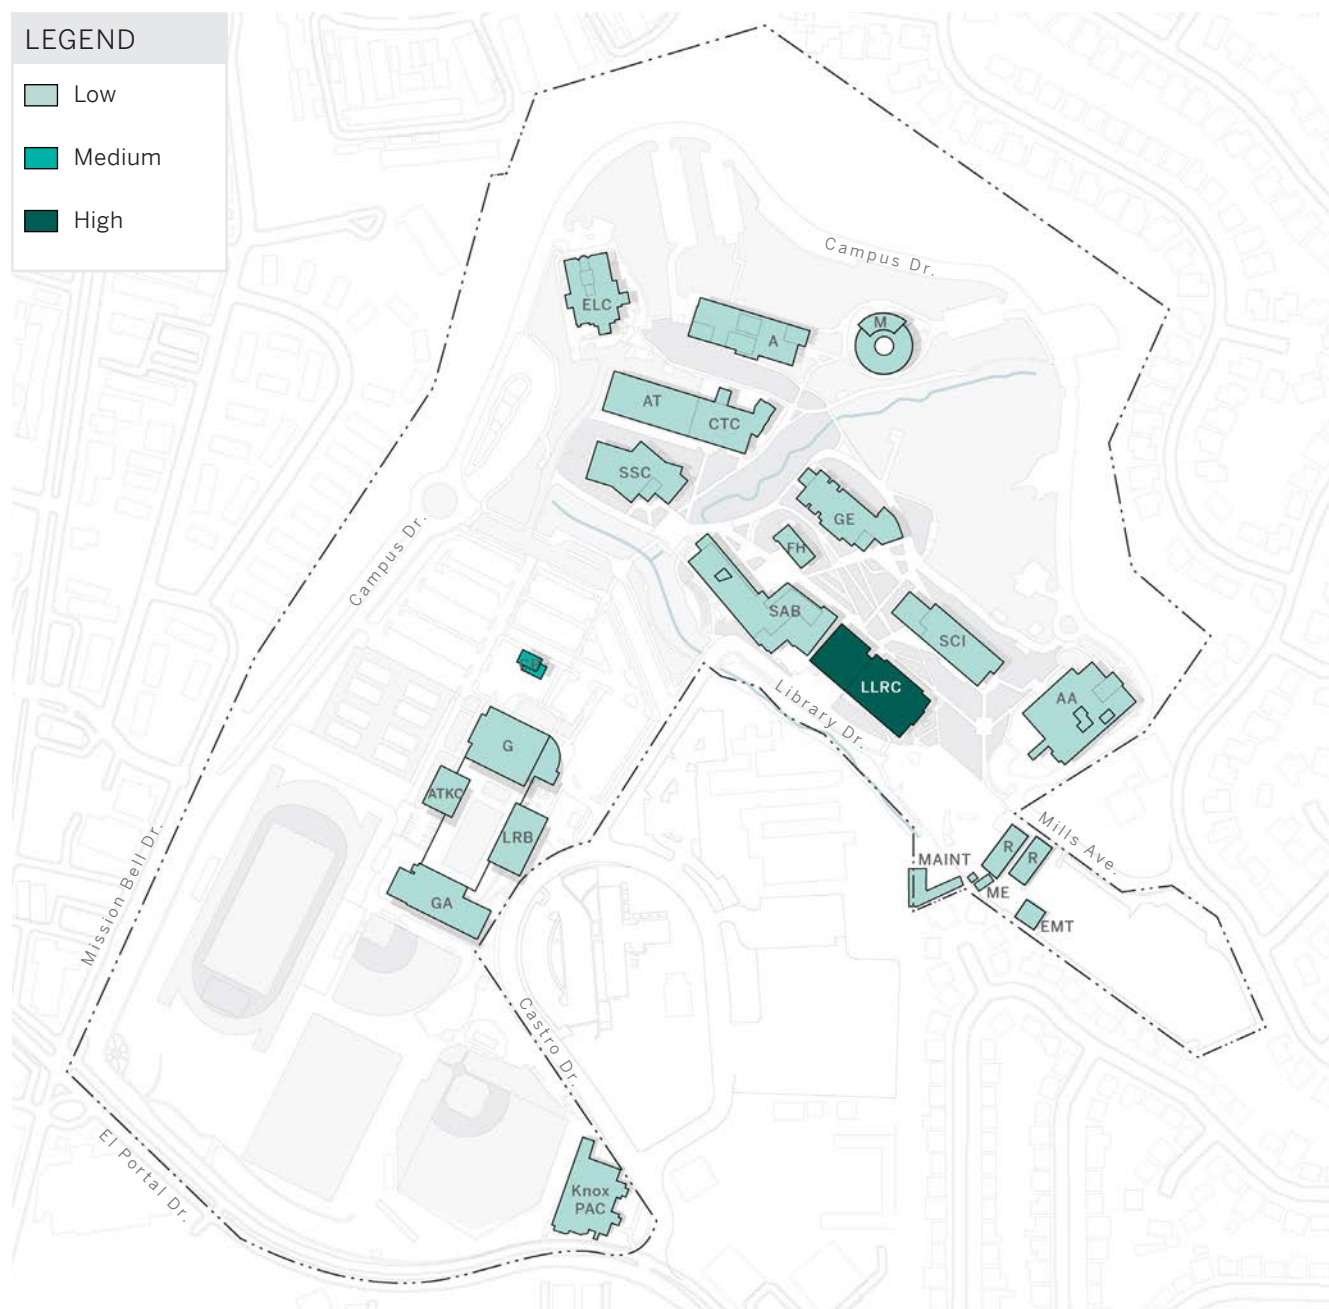 LEGEND
Low
Medium
High
Campus Dr.
ELC
M
A
AT
CTC
SSC
GE
Campus Dr.
FH
SAB
SCI
LLRC
AA
Library Dr.
G
ATKC
LRB
Mills Ave.
R
R
MAINT
ME
GA
EMT
Mission Bell Dr.
Castro Dr.
El Portal Dr.
Knox
PAC